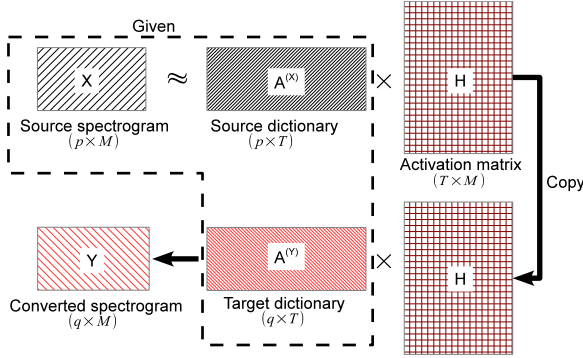 Given
X ≈ A^(X) × H
Source spectrogram Source dictionary
(p×M) (p×T)
Activation matrix
(T×M)
Copy
Y A^(Y) × H
Converted spectrogram Target dictionary
(q×M) (q×T)